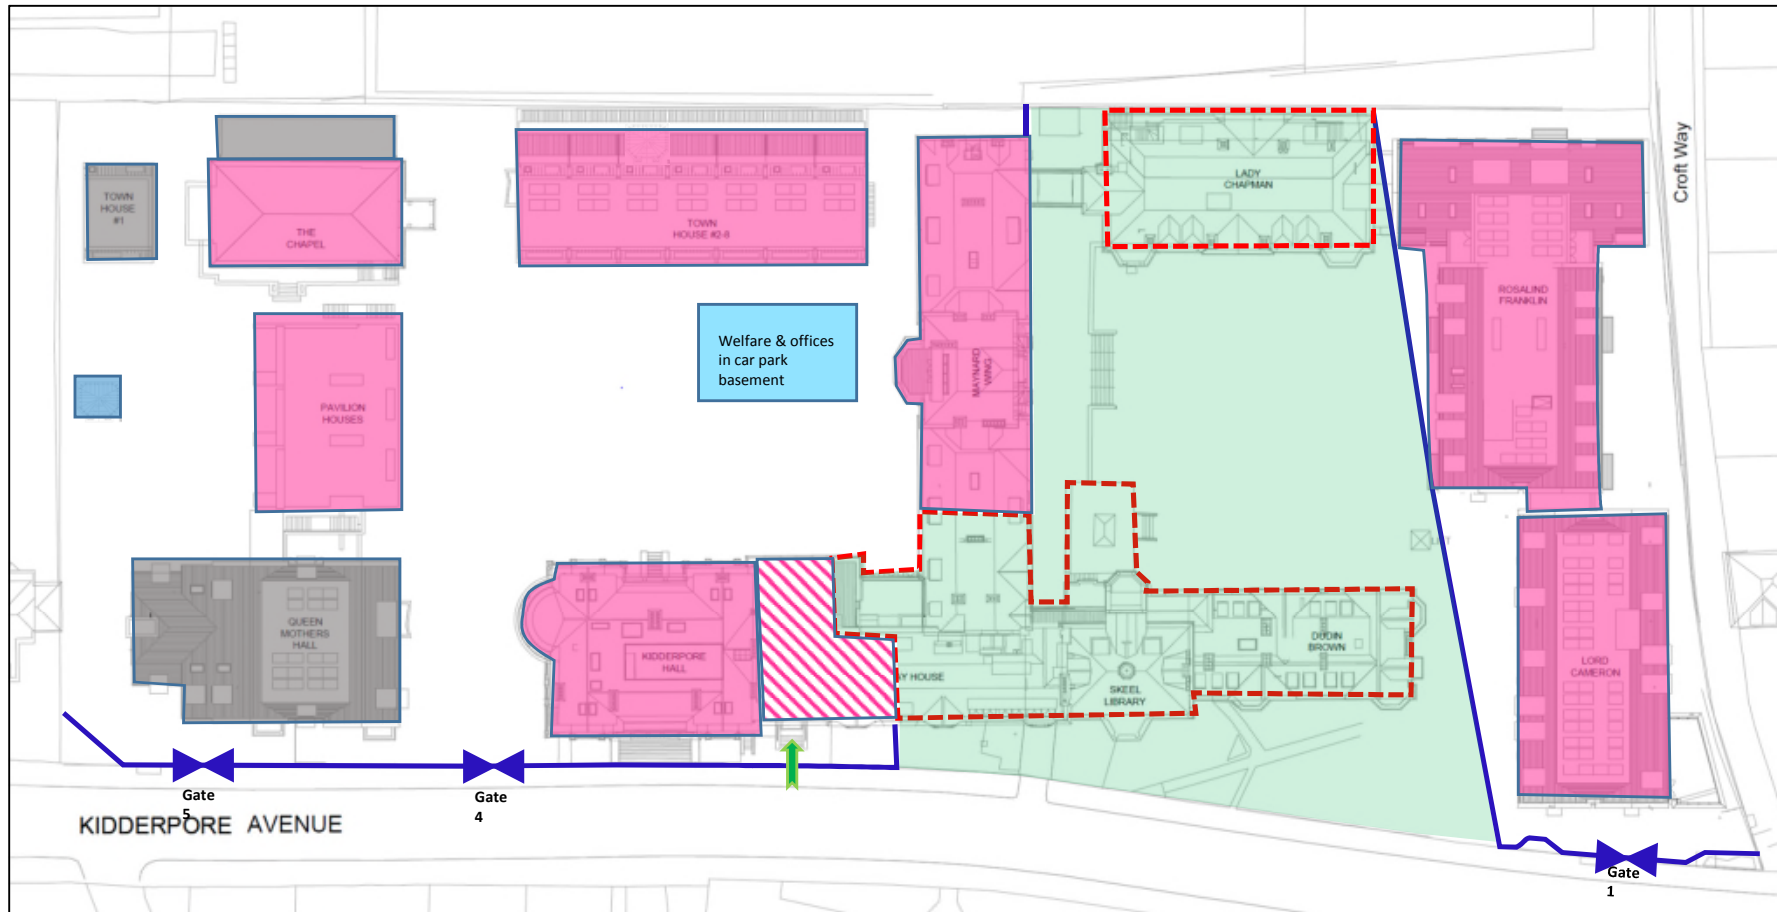 Croft Way
TOWN
HOUSE
#1
THE
CHAPEL
TOWN
HOUSE #2-8
LADY
CHAPMAN
ROSALIND
FRANKLIN
Welfare & offices
in car park
basement
MAYNARD
WING
PAVILION
HOUSES
QUEEN
MOTHERS
HALL
KIDDERPORE
HALL
AY HOUSE
SKEEL
LIBRARY
DUDIN
BROWN
LORD
CAMERON
Gate
5
Gate
4
KIDDERPORE AVENUE
Gate
1